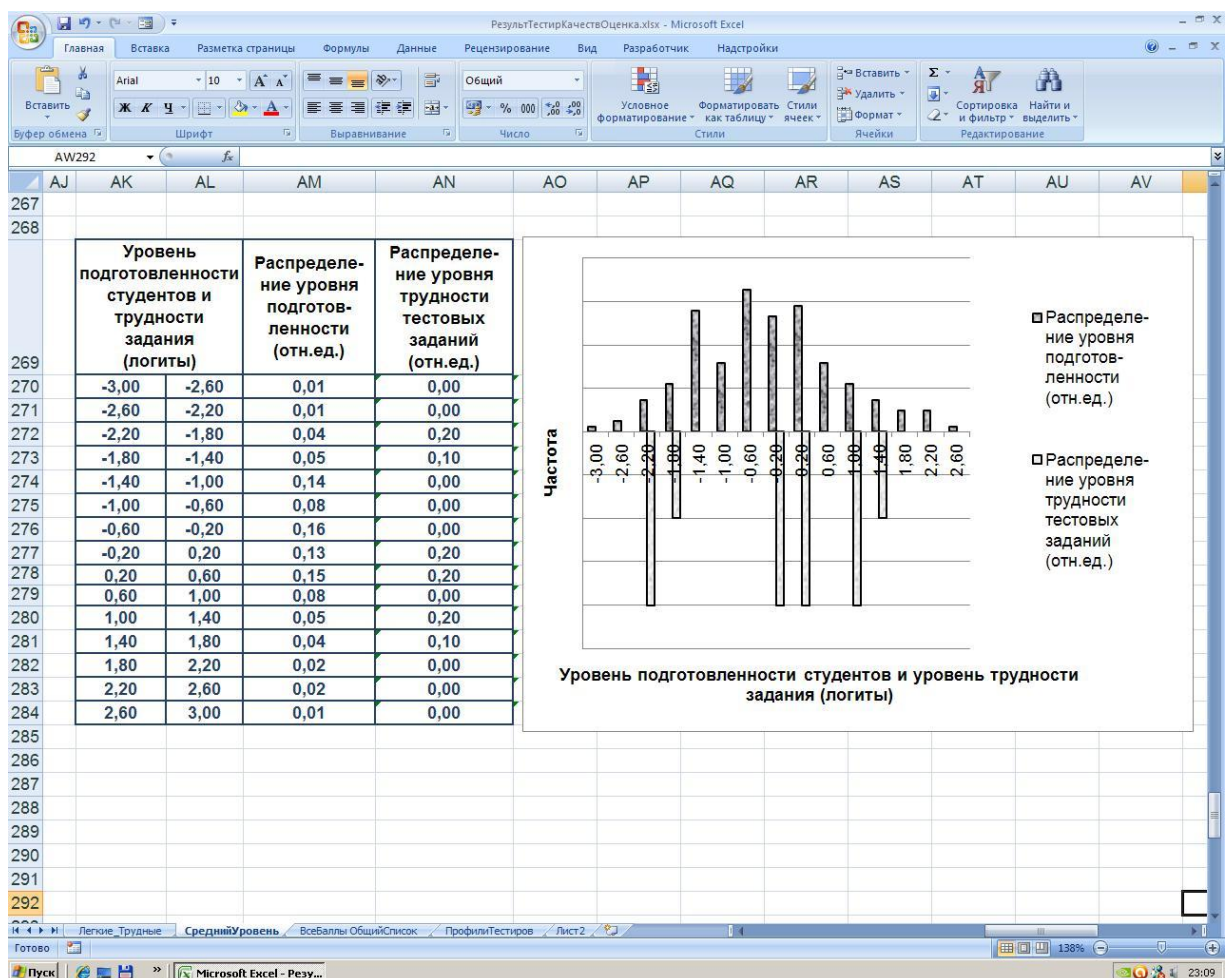 РезультТестирКачествОценка.xlsx - Microsoft Excel
Главная Вставка Разметка страницы Формулы Данные Рецензирование Вид Разработчик Надстройки
Вставить
Arial 10
Ж К Ч
Общий
% 000
Условное форматирование
Форматировать как таблицу
Стили ячеек
Вставить
Удалить
Формат
Σ
Сортировка и фильтр
Найти и выделить
Буфер обмена Шрифт Выравнивание Число Стили Ячейки Редактирование
AW292 fx
AJ AK AL AM AN AO AP AQ AR AS AT AU AV
267
268
269
Уровень
подготовленности
студентов и
трудности
задания
(логиты)
Распределе-
ние уровня
подготов-
ленности
(отн.ед.)
Распределе-
ние уровня
трудности
тестовых
заданий
(отн.ед.)
270 -3,00 -2,60 0,01 0,00
271 -2,60 -2,20 0,01 0,00
272 -2,20 -1,80 0,04 0,20
273 -1,80 -1,40 0,05 0,10
274 -1,40 -1,00 0,14 0,00
275 -1,00 -0,60 0,08 0,00
276 -0,60 -0,20 0,16 0,00
277 -0,20 0,20 0,13 0,20
278 0,20 0,60 0,15 0,20
279 0,60 1,00 0,08 0,00
280 1,00 1,40 0,05 0,20
281 1,40 1,80 0,04 0,10
282 1,80 2,20 0,02 0,00
283 2,20 2,60 0,02 0,00
284 2,60 3,00 0,01 0,00
285
286
287
288
289
290
291
292
Частота
-3,00 -2,60 -2,20 -1,80 -1,40 -1,00 -0,60 -0,20 0,20 0,60 1,00 1,40 1,80 2,20 2,60
Распределе-
ние уровня
подготов-
ленности
(отн.ед.)
Распределе-
ние уровня
трудности
тестовых
заданий
(отн.ед.)
Уровень подготовленности студентов и уровень трудности
задания (логиты)
Легкие_Трудные СреднийУровень ВсеБаллы ОбщийСписок ПрофилиТестиров Лист2
Готово 138%
Пуск Microsoft Excel - Резу... 23:09